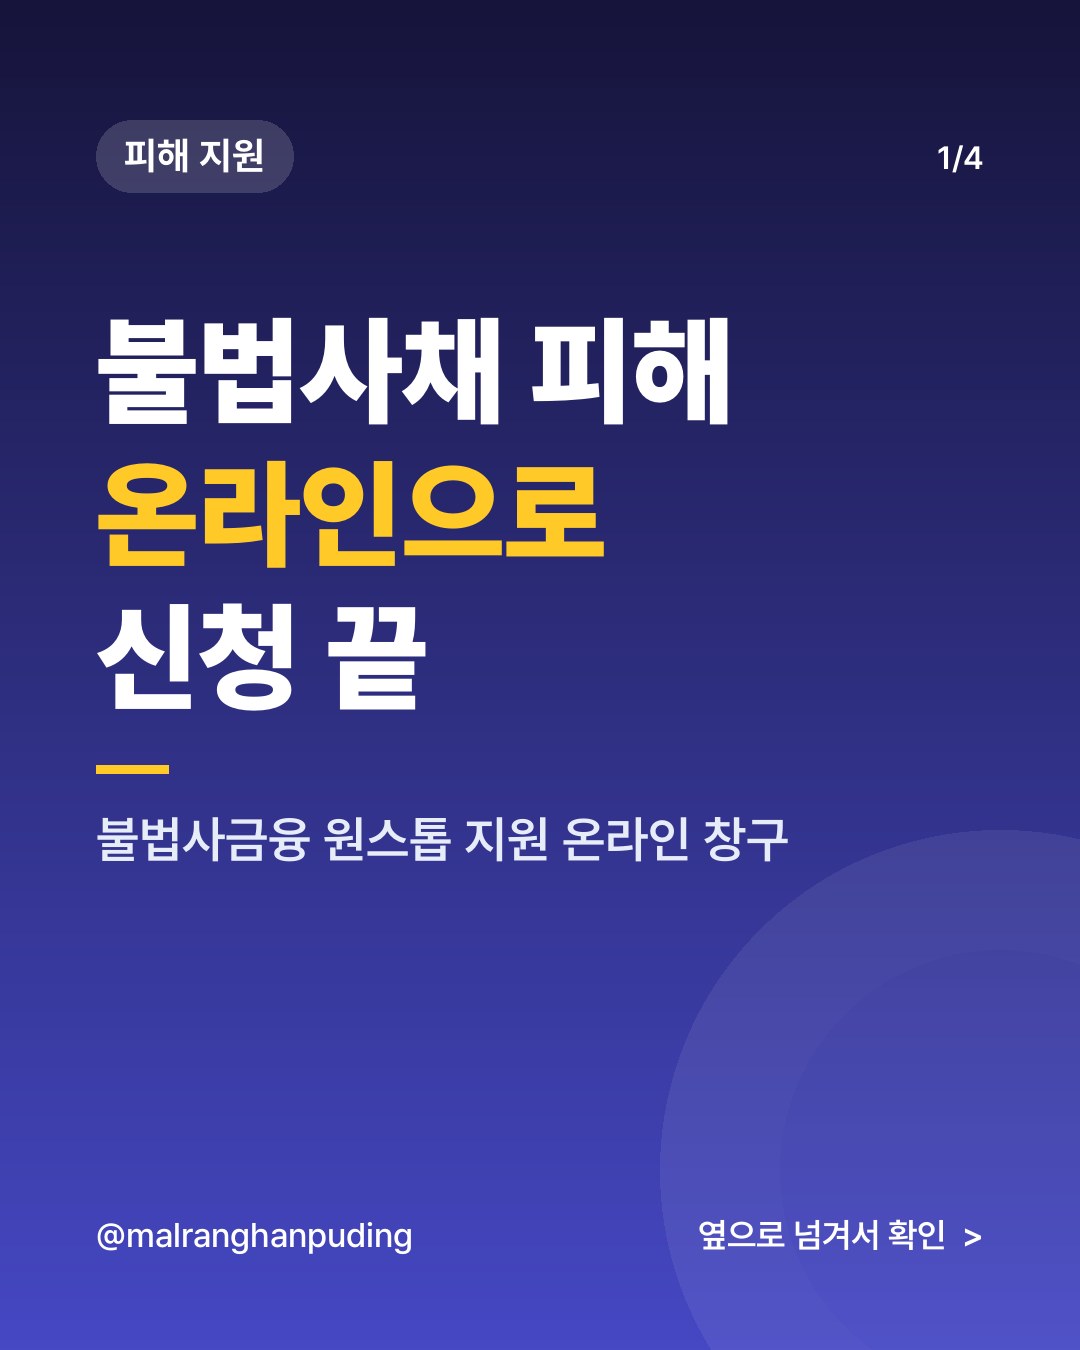 피해 지원
1/4
불법사채 피해
온라인으로
신청 끝
불법사금융 원스톱 지원 온라인 창구
@malranghanpuding
옆으로 넘겨서 확인 >